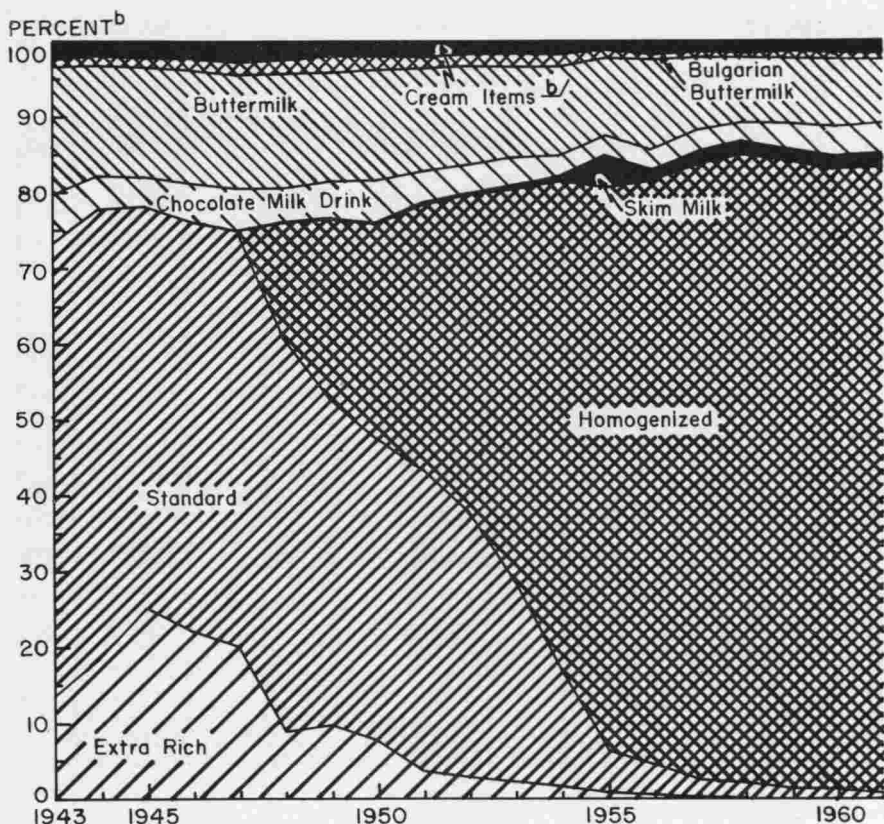 PERCENTb
100
90
80
70
60
50
40
30
20
10
0
Buttermilk
Cream Items b
Bulgarian
Buttermilk
Chocolate Milk Drink
Skim Milk
Homogenized
Standard
Extra Rich
1943 1945 1950 1955 1960